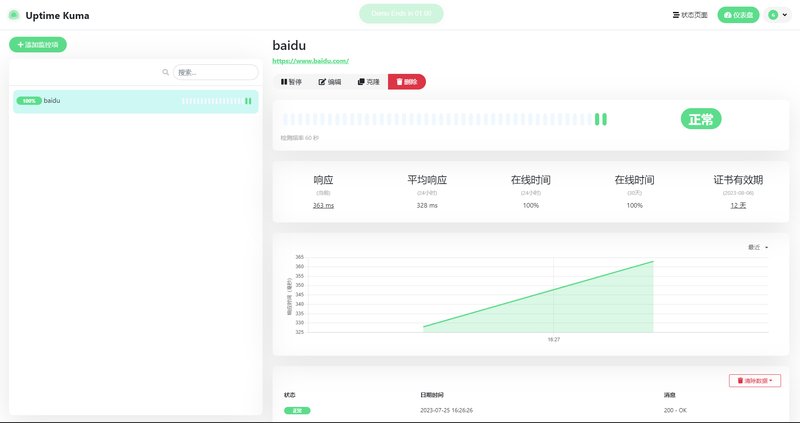 Uptime Kuma
Demo Ends in 01:00
状态页面
仪表盘
添加监控项
搜索...
100%
baidu
baidu
https://www.baidu.com/
暂停
编辑
克隆
删除
正常
检测频率 60 秒
响应
(当前)
363 ms
平均响应
(24小时)
328 ms
在线时间
(24小时)
100%
在线时间
(30天)
100%
证书有效期
(2023-08-06)
12 天
最近
365
360
355
350
345
340
335
330
325
响应时间（毫秒）
16:27
清除数据
状态
日期时间
消息
正常
2023-07-25 16:26:26
200 - OK